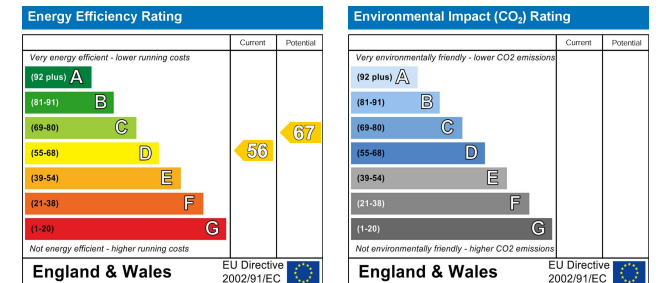 Energy Efficiency Rating
Current Potential
Very energy efficient - lower running costs
(92 plus) A
(81-91) B
(69-80) C
(55-68) D
(39-54) E
(21-38) F
(1-20) G
56
67
Not energy efficient - higher running costs
England & Wales
EU Directive
2002/91/EC
Environmental Impact (CO₂) Rating
Current Potential
Very environmentally friendly - lower CO2 emissions
(92 plus) A
(81-91) B
(69-80) C
(55-68) D
(39-54) E
(21-38) F
(1-20) G
Not environmentally friendly - higher CO2 emissions
England & Wales
EU Directive
2002/91/EC